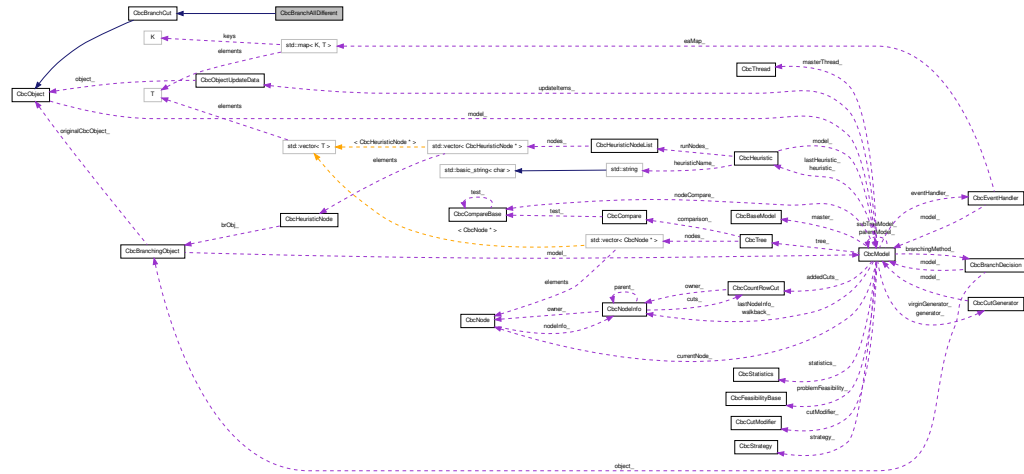 CbcBranchCut
CbcBranchAllDifferent
K
keys
std::map< K, T >
eaMap_
elements
CbcThread
masterThread_
object_
CbcObjectUpdateData
CbcObject
T
updateItems_
elements
model_
originalCbcObject_
std::vector< T >
< CbcHeuristicNode * >
std::vector< CbcHeuristicNode * >
nodes_
CbcHeuristicNodeList
runNodes_
CbcHeuristic
model_
elements
std::basic_string< char >
std::string
heuristicName_
lastHeuristic_
heuristic_
test_
nodeCompare_
eventHandler_
CbcEventHandler
CbcHeuristicNode
CbcCompareBase
test_
CbcCompare
CbcBaseModel
master_
model_
brObj_
< CbcNode * >
comparison_
parentModel_
std::vector< CbcNode * >
nodes_
CbcTree
tree_
CbcBranchingObject
model_
CbcModel
branchingMethod_
model_
CbcBranchDecision
elements
parent_
owner_
CbcCountRowCut
addedCuts_
model_
owner_
CbcNodeInfo
cuts_
lastNodeInfo_
walkback_
virginGenerator_
generator_
CbcCutGenerator
CbcNode
nodeInfo_
currentNode_
CbcStatistics
statistics_
CbcFeasibilityBase
problemFeasibility_
CbcCutModifier
cutModifier_
CbcStrategy
strategy_
object_